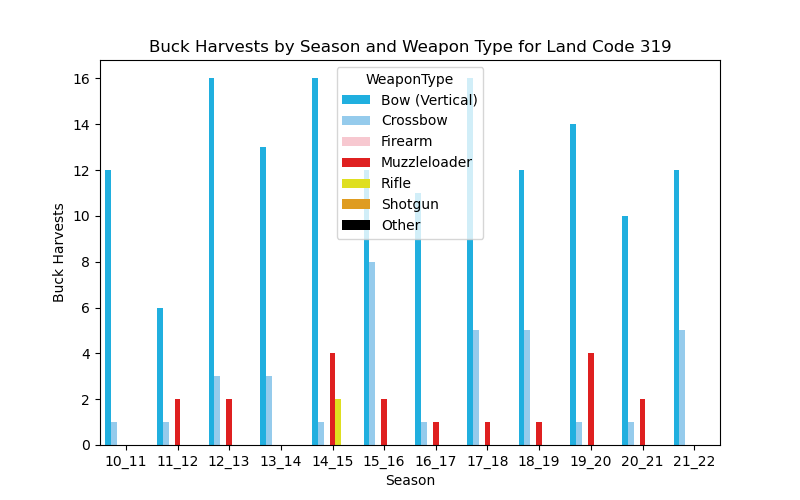 Buck Harvests by Season and Weapon Type for Land Code 319
WeaponType
Bow (Vertical)
Crossbow
Firearm
Muzzleloader
Rifle
Shotgun
Other
16
14
12
10
8
6
4
2
0
Buck Harvests
10_11 11_12 12_13 13_14 14_15 15_16 16_17 17_18 18_19 19_20 20_21 21_22
Season